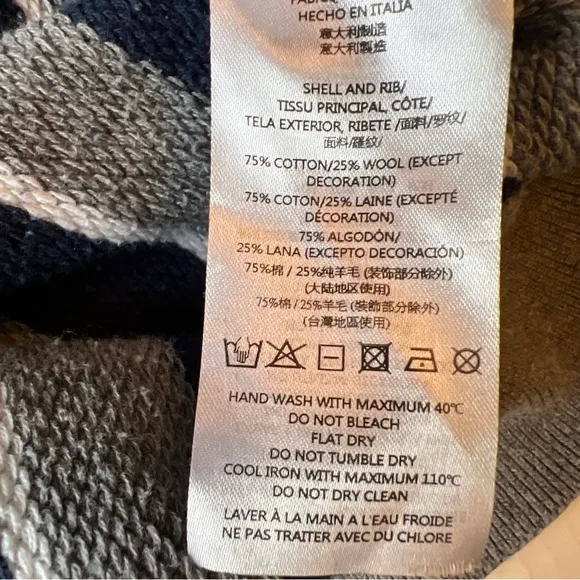 HECHO EN ITALIA
意大利制造
意大利製造
SHELL AND RIB/
TISSU PRINCIPAL, CÔTE/
TELA EXTERIOR, RIBETE /面料/罗纹/
面料/羅紋/
75% COTTON/25% WOOL (EXCEPT
DECORATION)
75% COTON/25% LAINE (EXCEPTÉ
DÉCORATION)
75% ALGODÓN/
25% LANA (EXCEPTO DECORACIÓN)
75%棉 / 25%纯羊毛 (装饰部分除外)
(大陆地区使用)
75%棉 / 25%羊毛 (裝飾部分除外)
(台灣地區使用)
HAND WASH WITH MAXIMUM 40°C
DO NOT BLEACH
FLAT DRY
DO NOT TUMBLE DRY
COOL IRON WITH MAXIMUM 110°C
DO NOT DRY CLEAN
LAVER À LA MAIN A L'EAU FROIDE
NE PAS TRAITER AVEC DU CHLORE